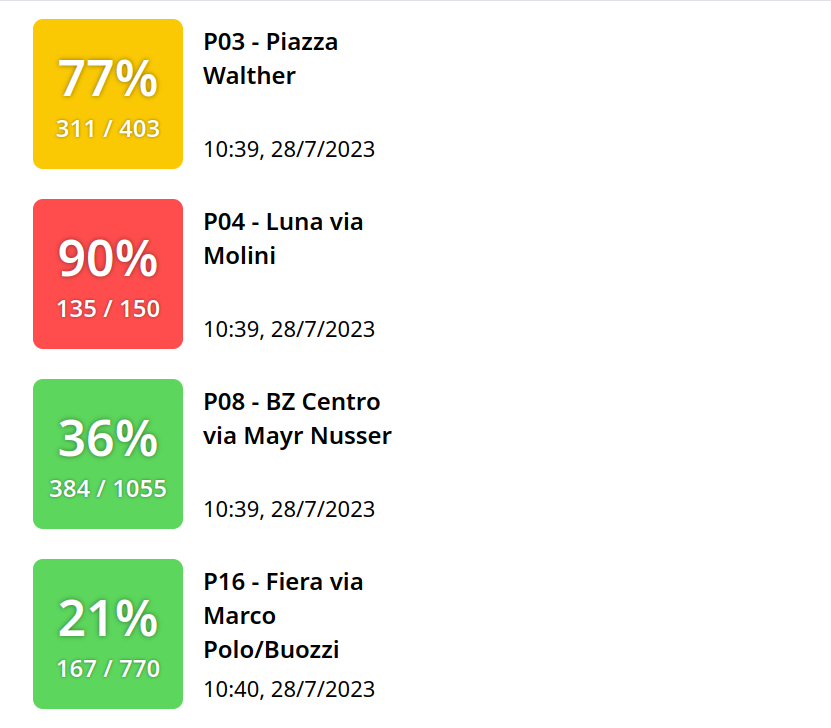 77%
311 / 403
P03 - Piazza
Walther
10:39, 28/7/2023
90%
135 / 150
P04 - Luna via
Molini
10:39, 28/7/2023
36%
384 / 1055
P08 - BZ Centro
via Mayr Nusser
10:39, 28/7/2023
21%
167 / 770
P16 - Fiera via
Marco
Polo/Buozzi
10:40, 28/7/2023